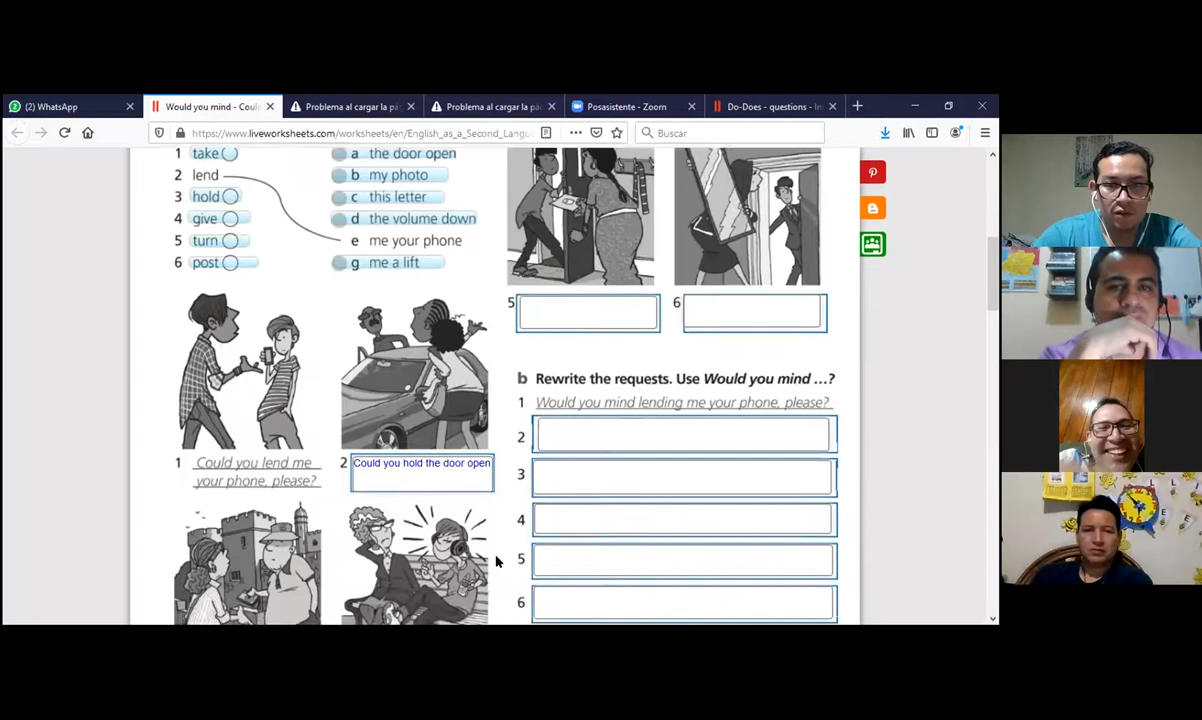 (2) WhatsApp
Would you mind - Coul
Problema al cargar la pá
Problema al cargar la pá
Posasistente - Zoom
Do-Does - questions - In
https://www.liveworksheets.com/worksheets/en/English_as_a_Second_Langu
Buscar
1 take
2 lend
3 hold
4 give
5 turn
6 post
a the door open
b my photo
c this letter
d the volume down
e me your phone
g me a lift
5
6
1 Could you lend me
your phone, please?
2 Could you hold the door open
b Rewrite the requests. Use Would you mind ...?
1 Would you mind lending me your phone, please?
2
3
4
5
6